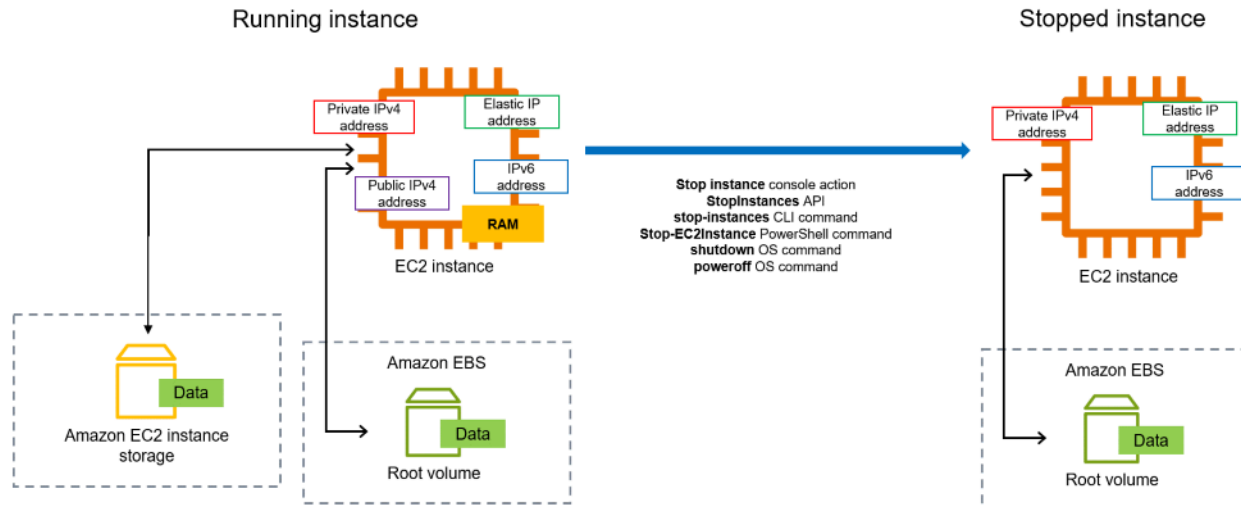 Running instance
Private IPv4
address
Elastic IP
address
Public IPv4
address
IPv6
address
RAM
EC2 instance
Data
Amazon EC2 instance
storage
Amazon EBS
Data
Root volume
Stop instance console action
StopInstances API
stop-instances CLI command
Stop-EC2Instance PowerShell command
shutdown OS command
poweroff OS command
Stopped instance
Private IPv4
address
Elastic IP
address
IPv6
address
EC2 instance
Amazon EBS
Data
Root volume